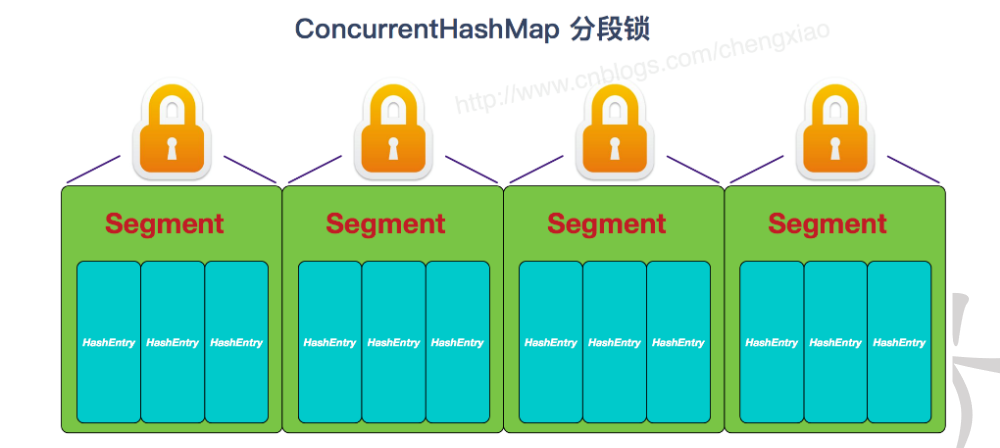 ConcurrentHashMap 分段锁
http://www.cnblogs.com/chengxiao
Segment Segment Segment Segment
HashEntry HashEntry HashEntry HashEntry HashEntry HashEntry HashEntry HashEntry HashEntry HashEntry HashEntry HashEntry